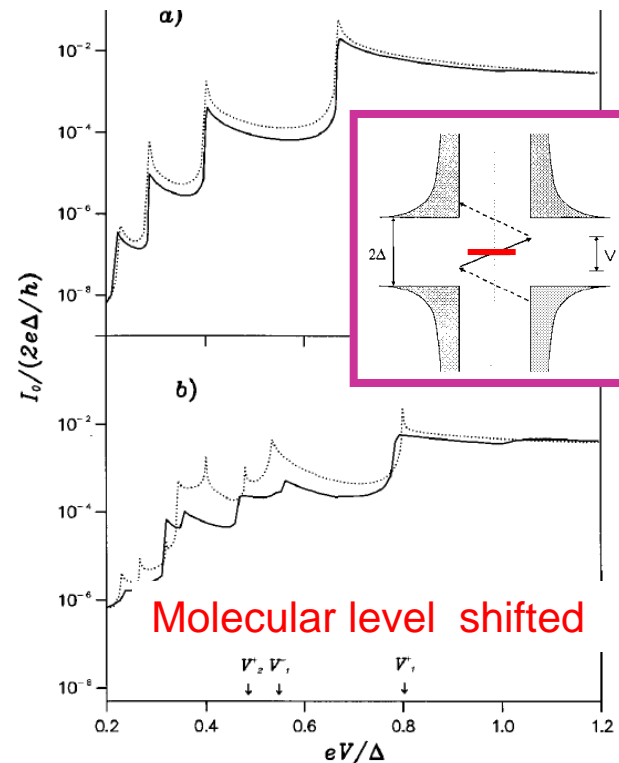 a)
10⁻²
10⁻⁴
10⁻⁶
10⁻⁸
2Δ
V
I₀/(2eΔ/h)
b)
10⁻²
10⁻⁴
10⁻⁶
10⁻⁸
Molecular level shifted
V⁺₂ V⁻₁ V⁺₁
0.2 0.4 0.6 0.8 1.0 1.2
eV/Δ